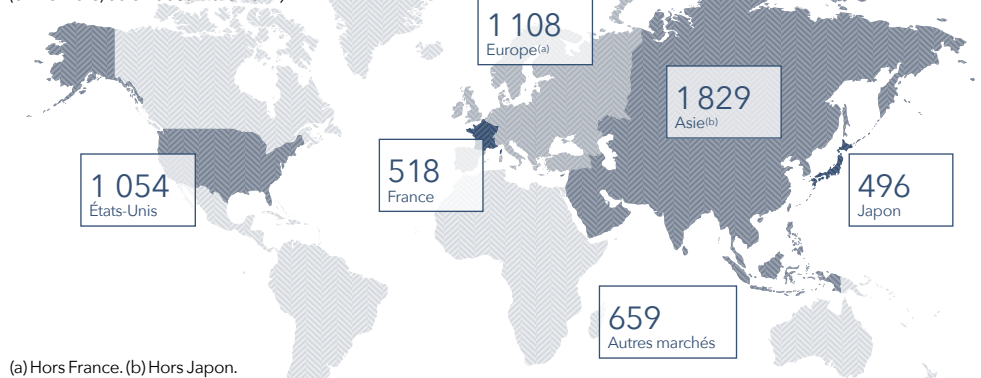 1 108
Europe(a)
1 829
Asie(b)
518
France
1 054
États-Unis
496
Japon
659
Autres marchés
(a) Hors France. (b) Hors Japon.